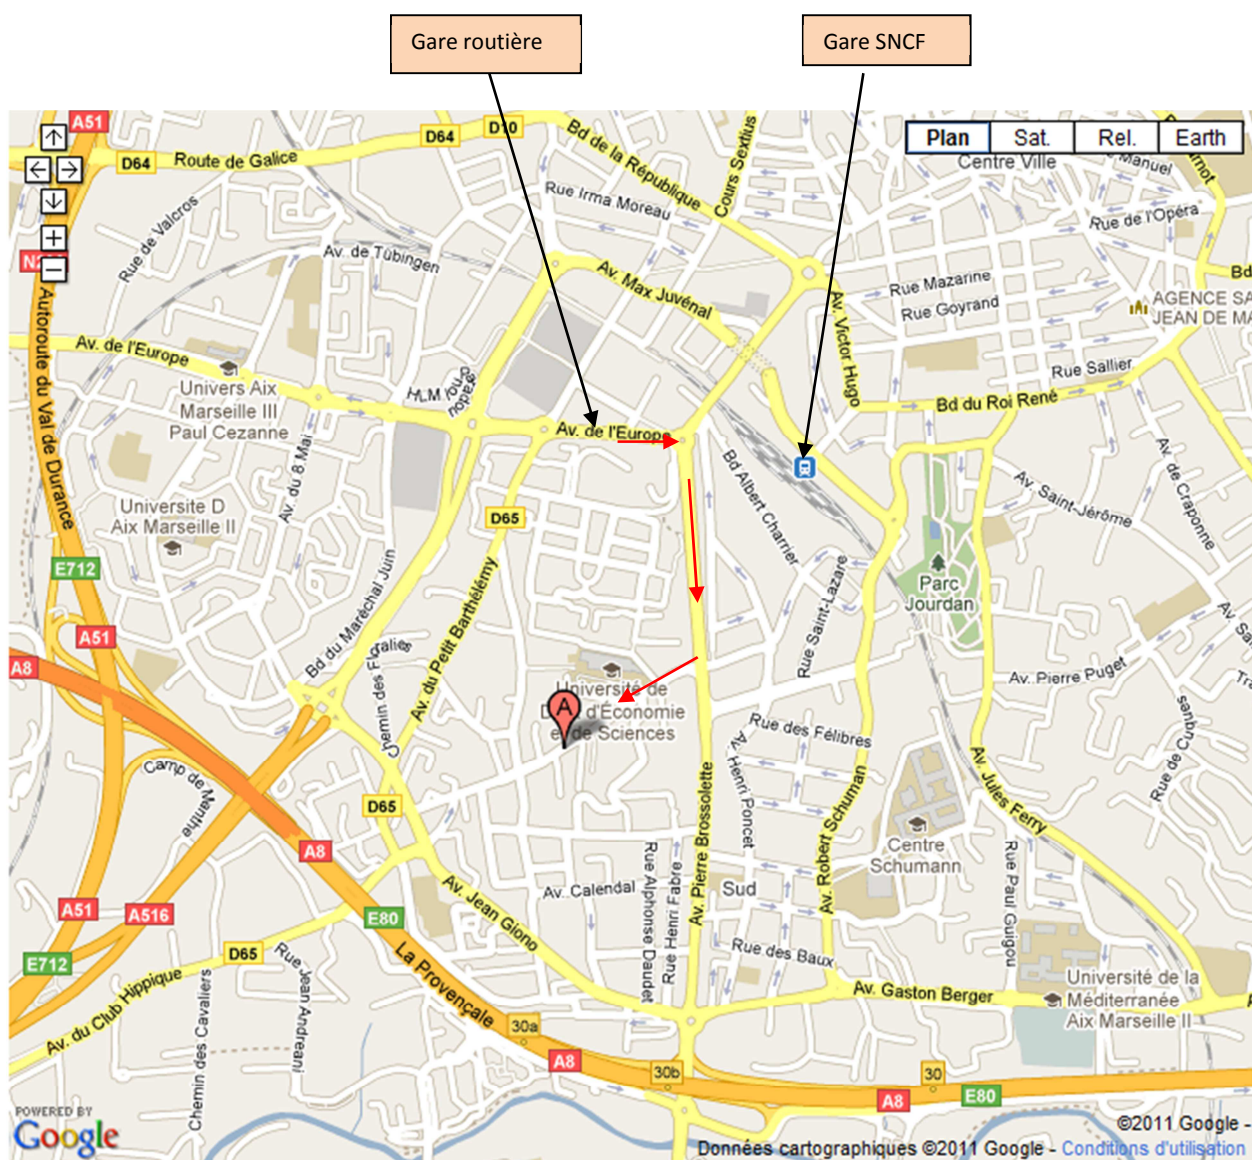 Gare routière
Gare SNCF
A51
D64
D10
D64
Route de Galice
Bd de la République
Cours Sextius
Plan
Sat.
Rel.
Earth
Centre Ville
Manuel
Rue de l'Opéra
Rue Irma Moreau
Rue de Valcros
Av. de Tübingen
Av. Max Juvénal
Rue Mazarine
Rue Goyrand
Bd
AGENCE SA
JEAN DE MA
Av. Victor Hugo
Autoroute du Val de Durance
Av. de l'Europe
Univers Aix
Marseille III
Paul Cezanne
HLM
Rue Sallier
Bd du Roi René
Av. de l'Europe
Av. du 8 Mai
Bd Albert Charrier
Av. de Craponne
Av. Saint-Jérôme
Universite D
Aix Marseille II
D65
E712
Bd du Maréchal Juin
Av. du Petit Barthélémy
Rue Saint-Lazare
Parc
Jourdan
A51
A8
Chemin des Floralies
Université de
Droit d'Économie
et de Sciences
A
Av. Pierre Puget
Rue de Cuques
Rue des Félibres
Av. Henri Poncet
Av. Pierre Brossolette
Av. Robert Schuman
Av. Jules Ferry
Camp de Manthe
D65
A8
Centre
Schumann
Rue Paul Guigou
Av. Calendal
Rue Alphonse Daudet
Rue Henri Fabre
Sud
Av. Jean Giono
A51
A516
E80
D65
E712
Rue des Baux
La Provençale
Av. du Club Hippique
Chemin des Cavaliers
Rue Jean Andreani
Av. Gaston Berger
Université de la
Méditerranée
Aix Marseille II
30a
A8
30b
30
A8
E80
POWERED BY
Google
©2011 Google -
Données cartographiques ©2011 Google - Conditions d'utilisation